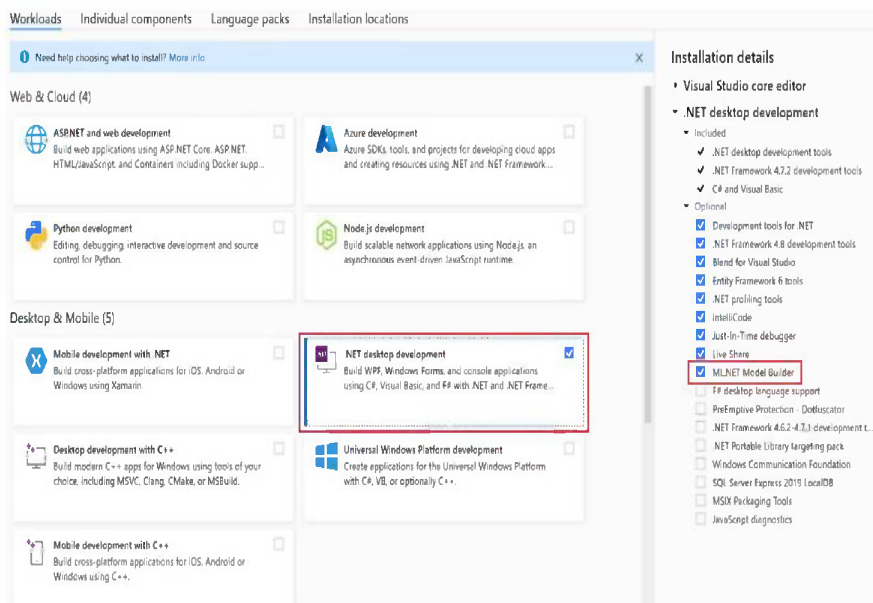 Workloads Individual components Language packs Installation locations
Need help choosing what to install? More info X
Web & Cloud (4)
ASP.NET and web development
Build web applications using ASP.NET Core, ASP.NET,
HTML/JavaScript, and Containers including Docker supp...
Azure development
Azure SDKs, tools, and projects for developing cloud apps
and creating resources using .NET and .NET Framework...
Python development
Editing, debugging, interactive development and source
control for Python.
Node.js development
Build scalable network applications using Node.js, an
asynchronous event-driven JavaScript runtime.
Desktop & Mobile (5)
Mobile development with .NET
Build cross-platform applications for iOS, Android or
Windows using Xamarin.
.NET desktop development
Build WPF, Windows Forms, and console applications
using C#, Visual Basic, and F# with .NET and .NET Frame...
Desktop development with C++
Build modern C++ apps for Windows using tools of your
choice, including MSVC, Clang, CMake, or MSBuild.
Universal Windows Platform development
Create applications for the Universal Windows Platform
with C#, VB, or optionally C++.
Mobile development with C++
Build cross-platform applications for iOS, Android or
Windows using C++.
Installation details
Visual Studio core editor
.NET desktop development
Included
.NET desktop development tools
.NET Framework 4.7.2 development tools
C# and Visual Basic
Optional
Development tools for .NET
.NET Framework 4.8 development tools
Blend for Visual Studio
Entity Framework 6 tools
.NET profiling tools
IntelliCode
Just-In-Time debugger
Live Share
ML.NET Model Builder
F# desktop language support
PreEmptive Protection - Dotfuscator
.NET Framework 4.6.2-4.7.1 development t...
.NET Portable Library targeting pack
Windows Communication Foundation
SQL Server Express 2019 LocalDB
MSIX Packaging Tools
JavaScript diagnostics